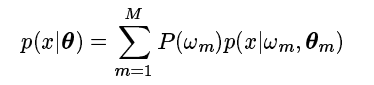 p(x|𝜽) = ∑_{m=1}^{M} P(ω_m)p(x|ω_m, 𝜽_m)